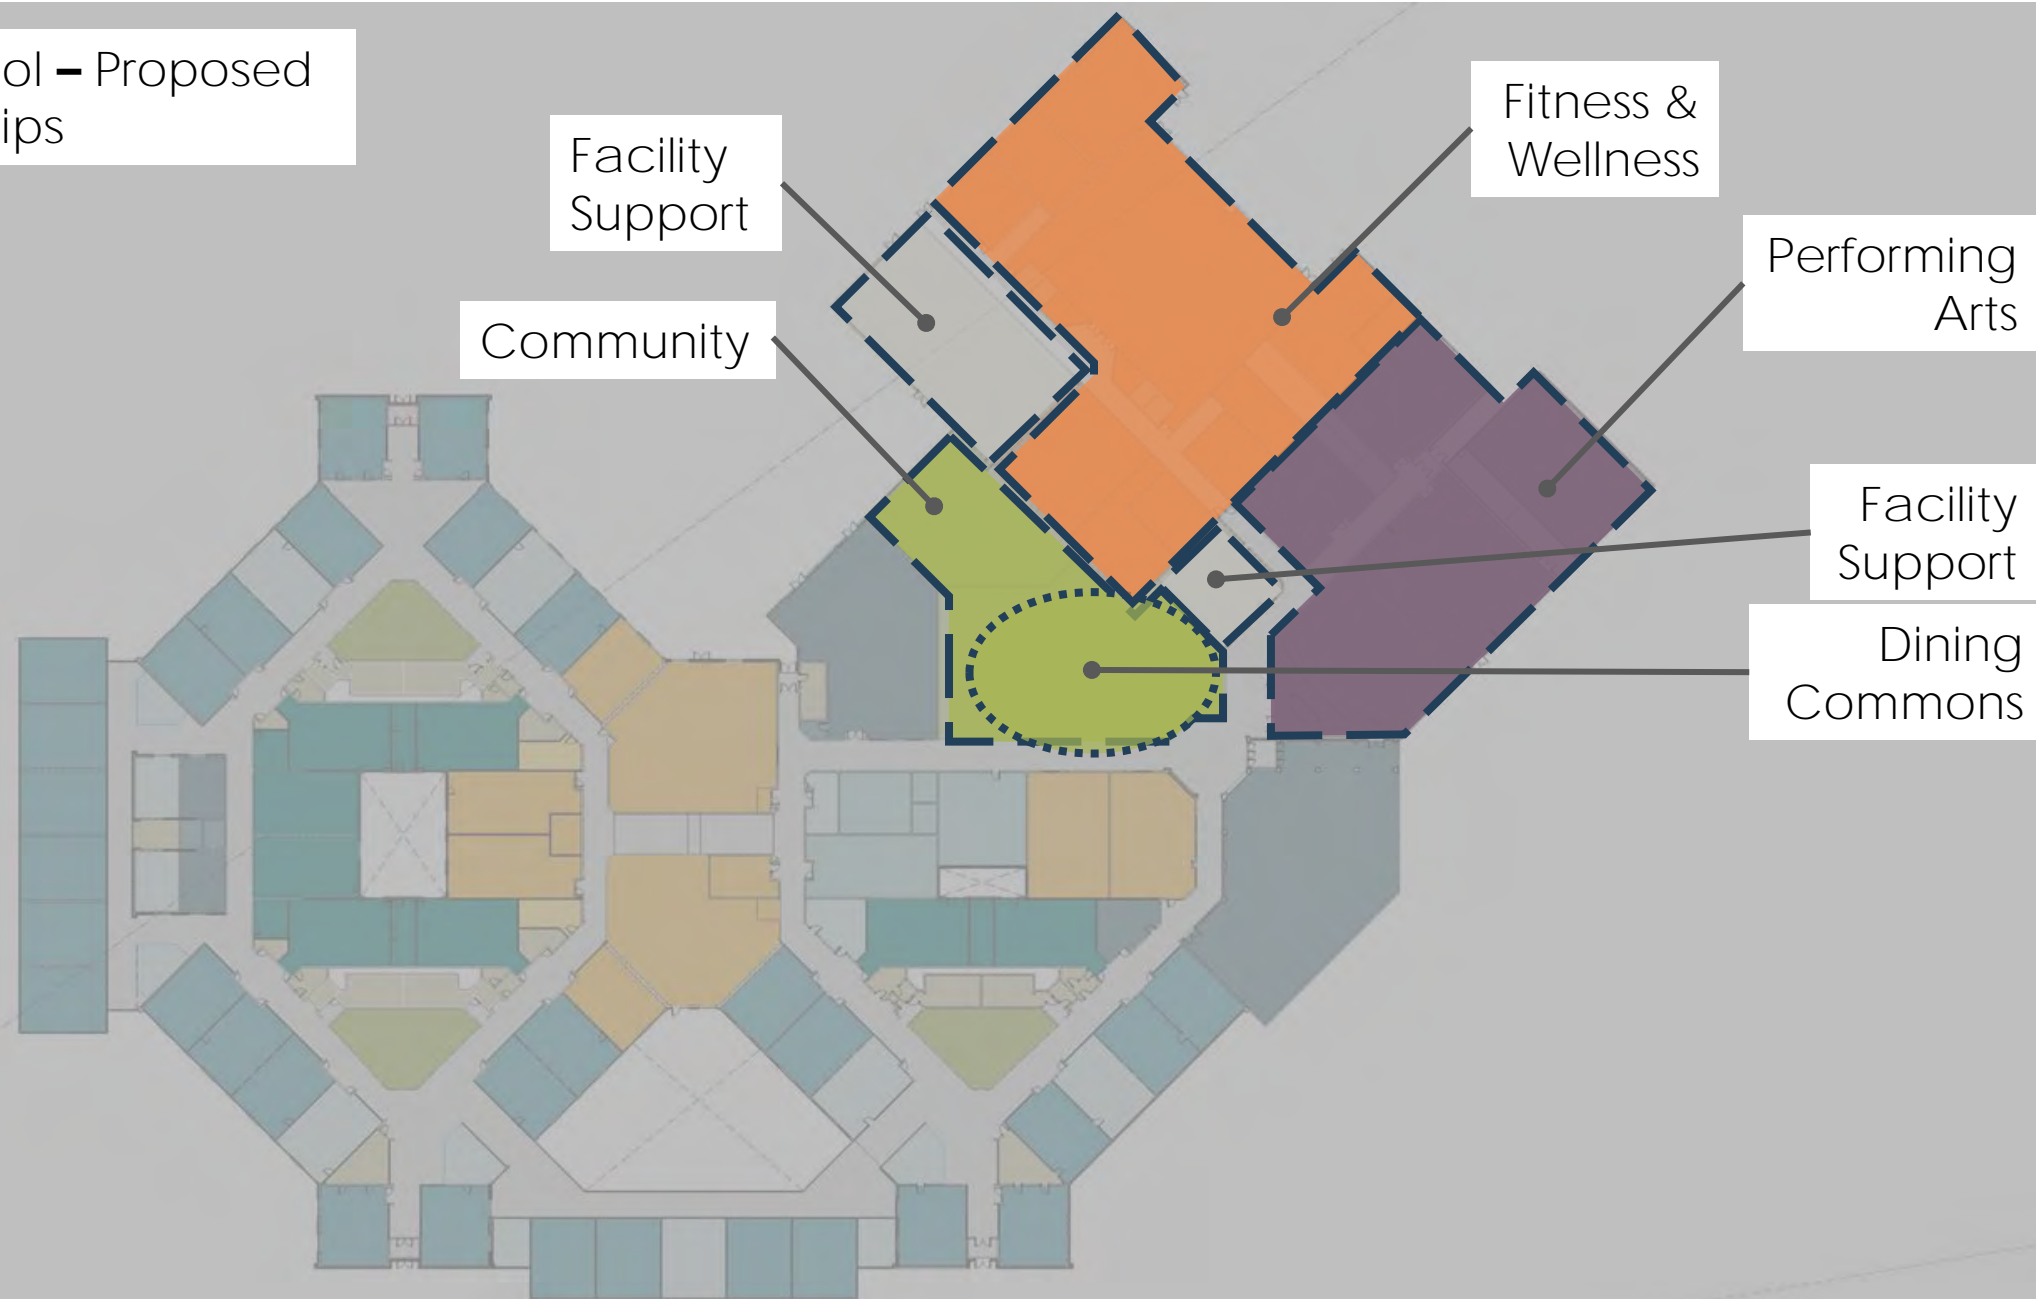 ol – Proposed
ips
Facility
Support
Community
Fitness &
Wellness
Performing
Arts
Facility
Support
Dining
Commons